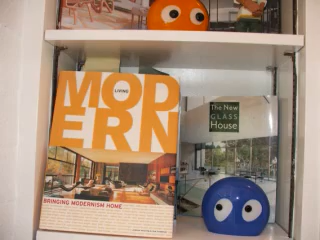 MOD
LIVING
ERN
BRINGING MODERNISM HOME
The New
GLASS
House